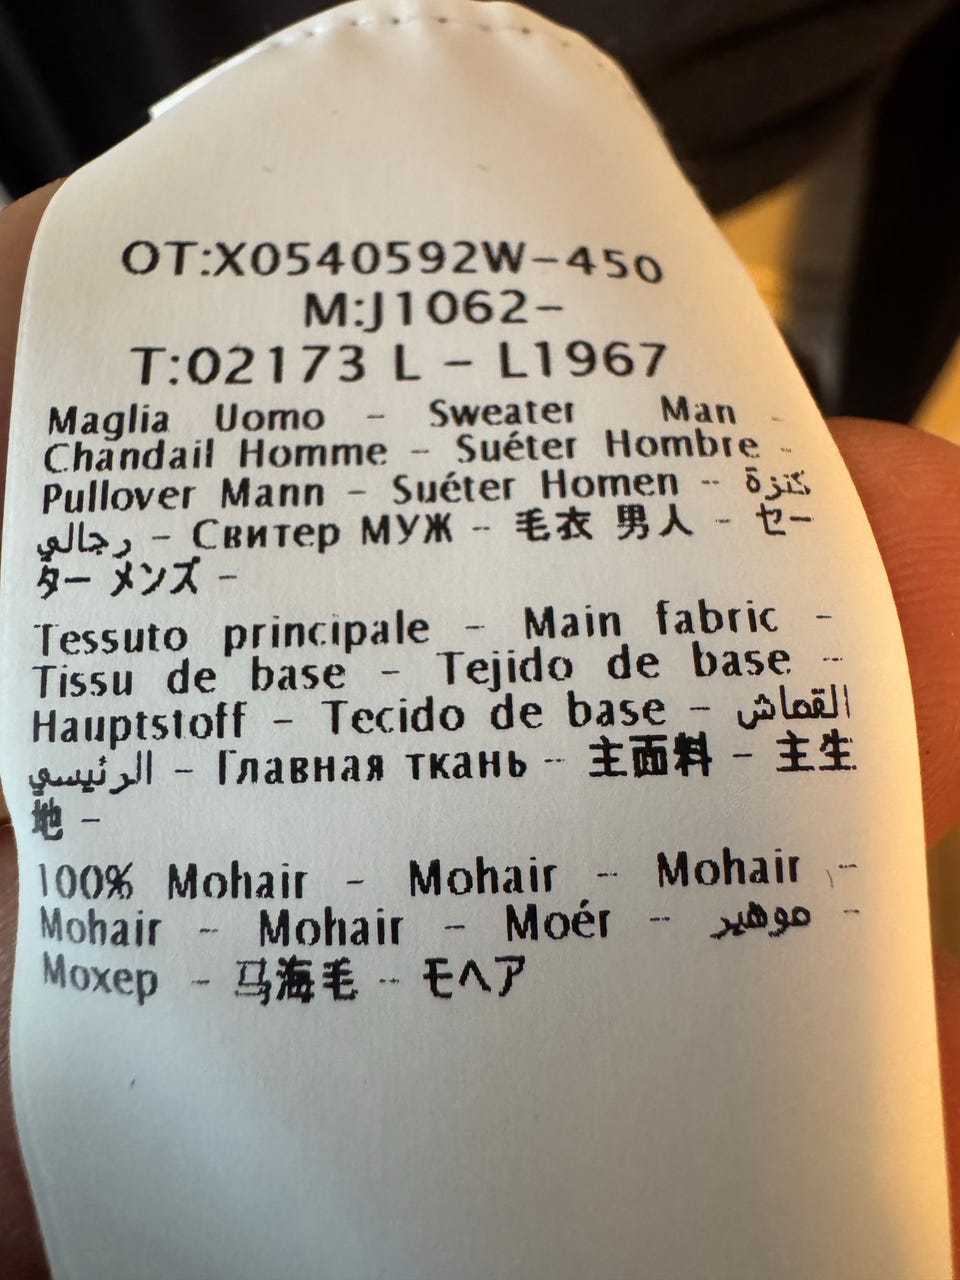 OT:X0540592W-450
M:J1062-
T:02173 L - L1967
Maglia Uomo - Sweater Man -
Chandail Homme - Suéter Hombre -
Pullover Mann - Suéter Homen - كنزة
رجالي - Свитер МУЖ - 毛衣 男人 - セー
ター メンズ -
Tessuto principale - Main fabric -
Tissu de base - Tejido de base -
Hauptstoff - Tecido de base - القماش
الرئيسي - Главная ткань - 主面料 - 主生
地 -
100% Mohair - Mohair - Mohair -
Mohair - Mohair - Moér - موهير -
Мохер - 马海毛 - モヘア